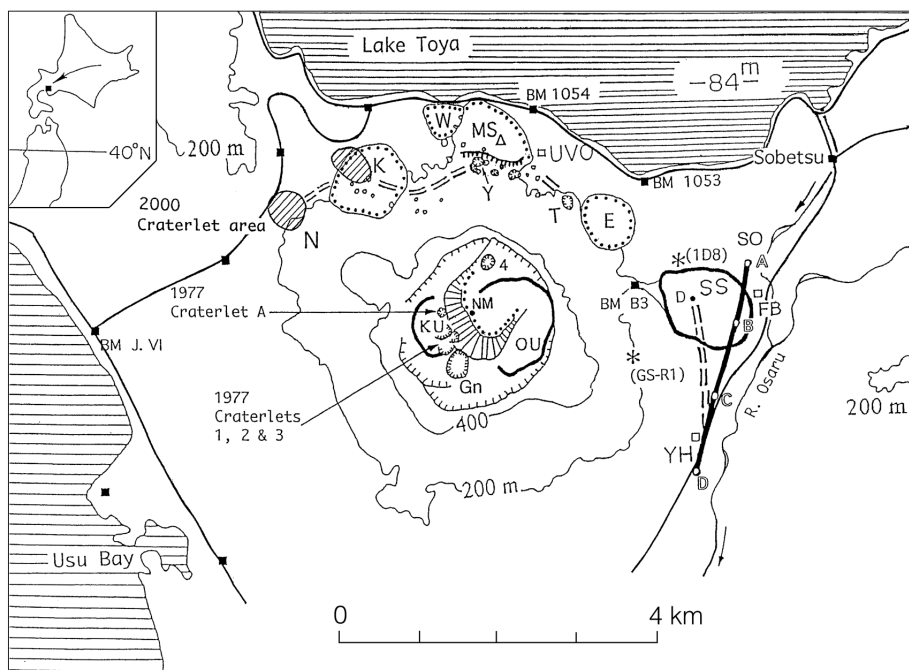 Lake Toya
-84m
BM 1054
40°N
200 m
W
MS
UVO
Sobetsu
K
Y
BM 1053
2000
Craterlet area
N
T
E
SO
*(1D8)
A
4
1977
Craterlet A
NM
D
SS
FB
BM B3
B
KU
OU
BM J. VI
*
(GS-R1)
Gn
1977
Craterlets
1, 2 & 3
400
C
R. Osaru
200 m
YH
D
200 m
Usu Bay
0
4 km